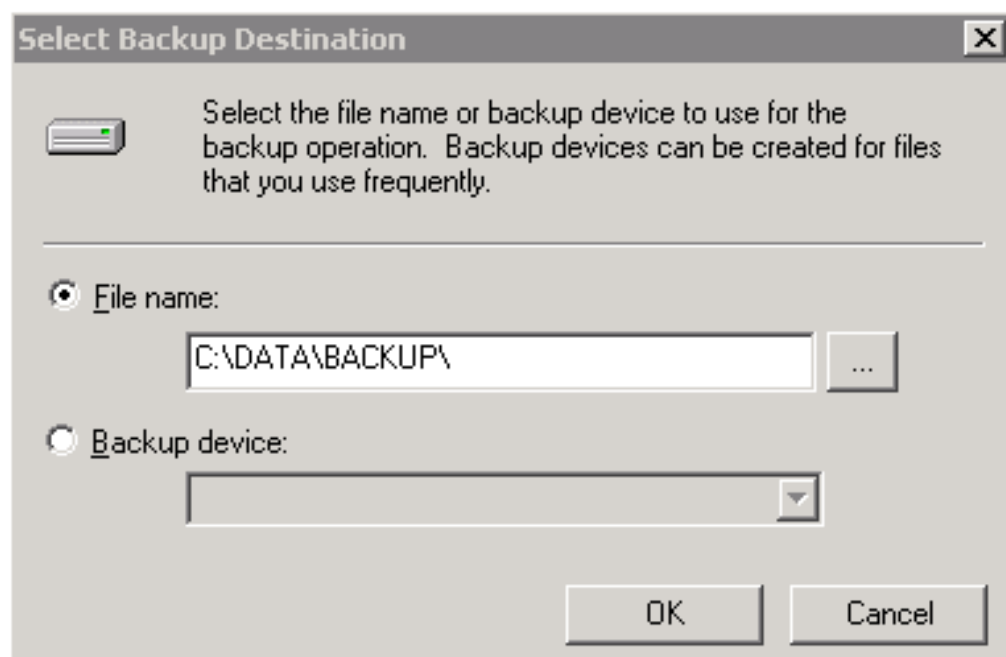 Select Backup Destination
Select the file name or backup device to use for the
backup operation.  Backup devices can be created for files
that you use frequently.
File name:
C:\DATA\BACKUP\
...
Backup device:
OK
Cancel